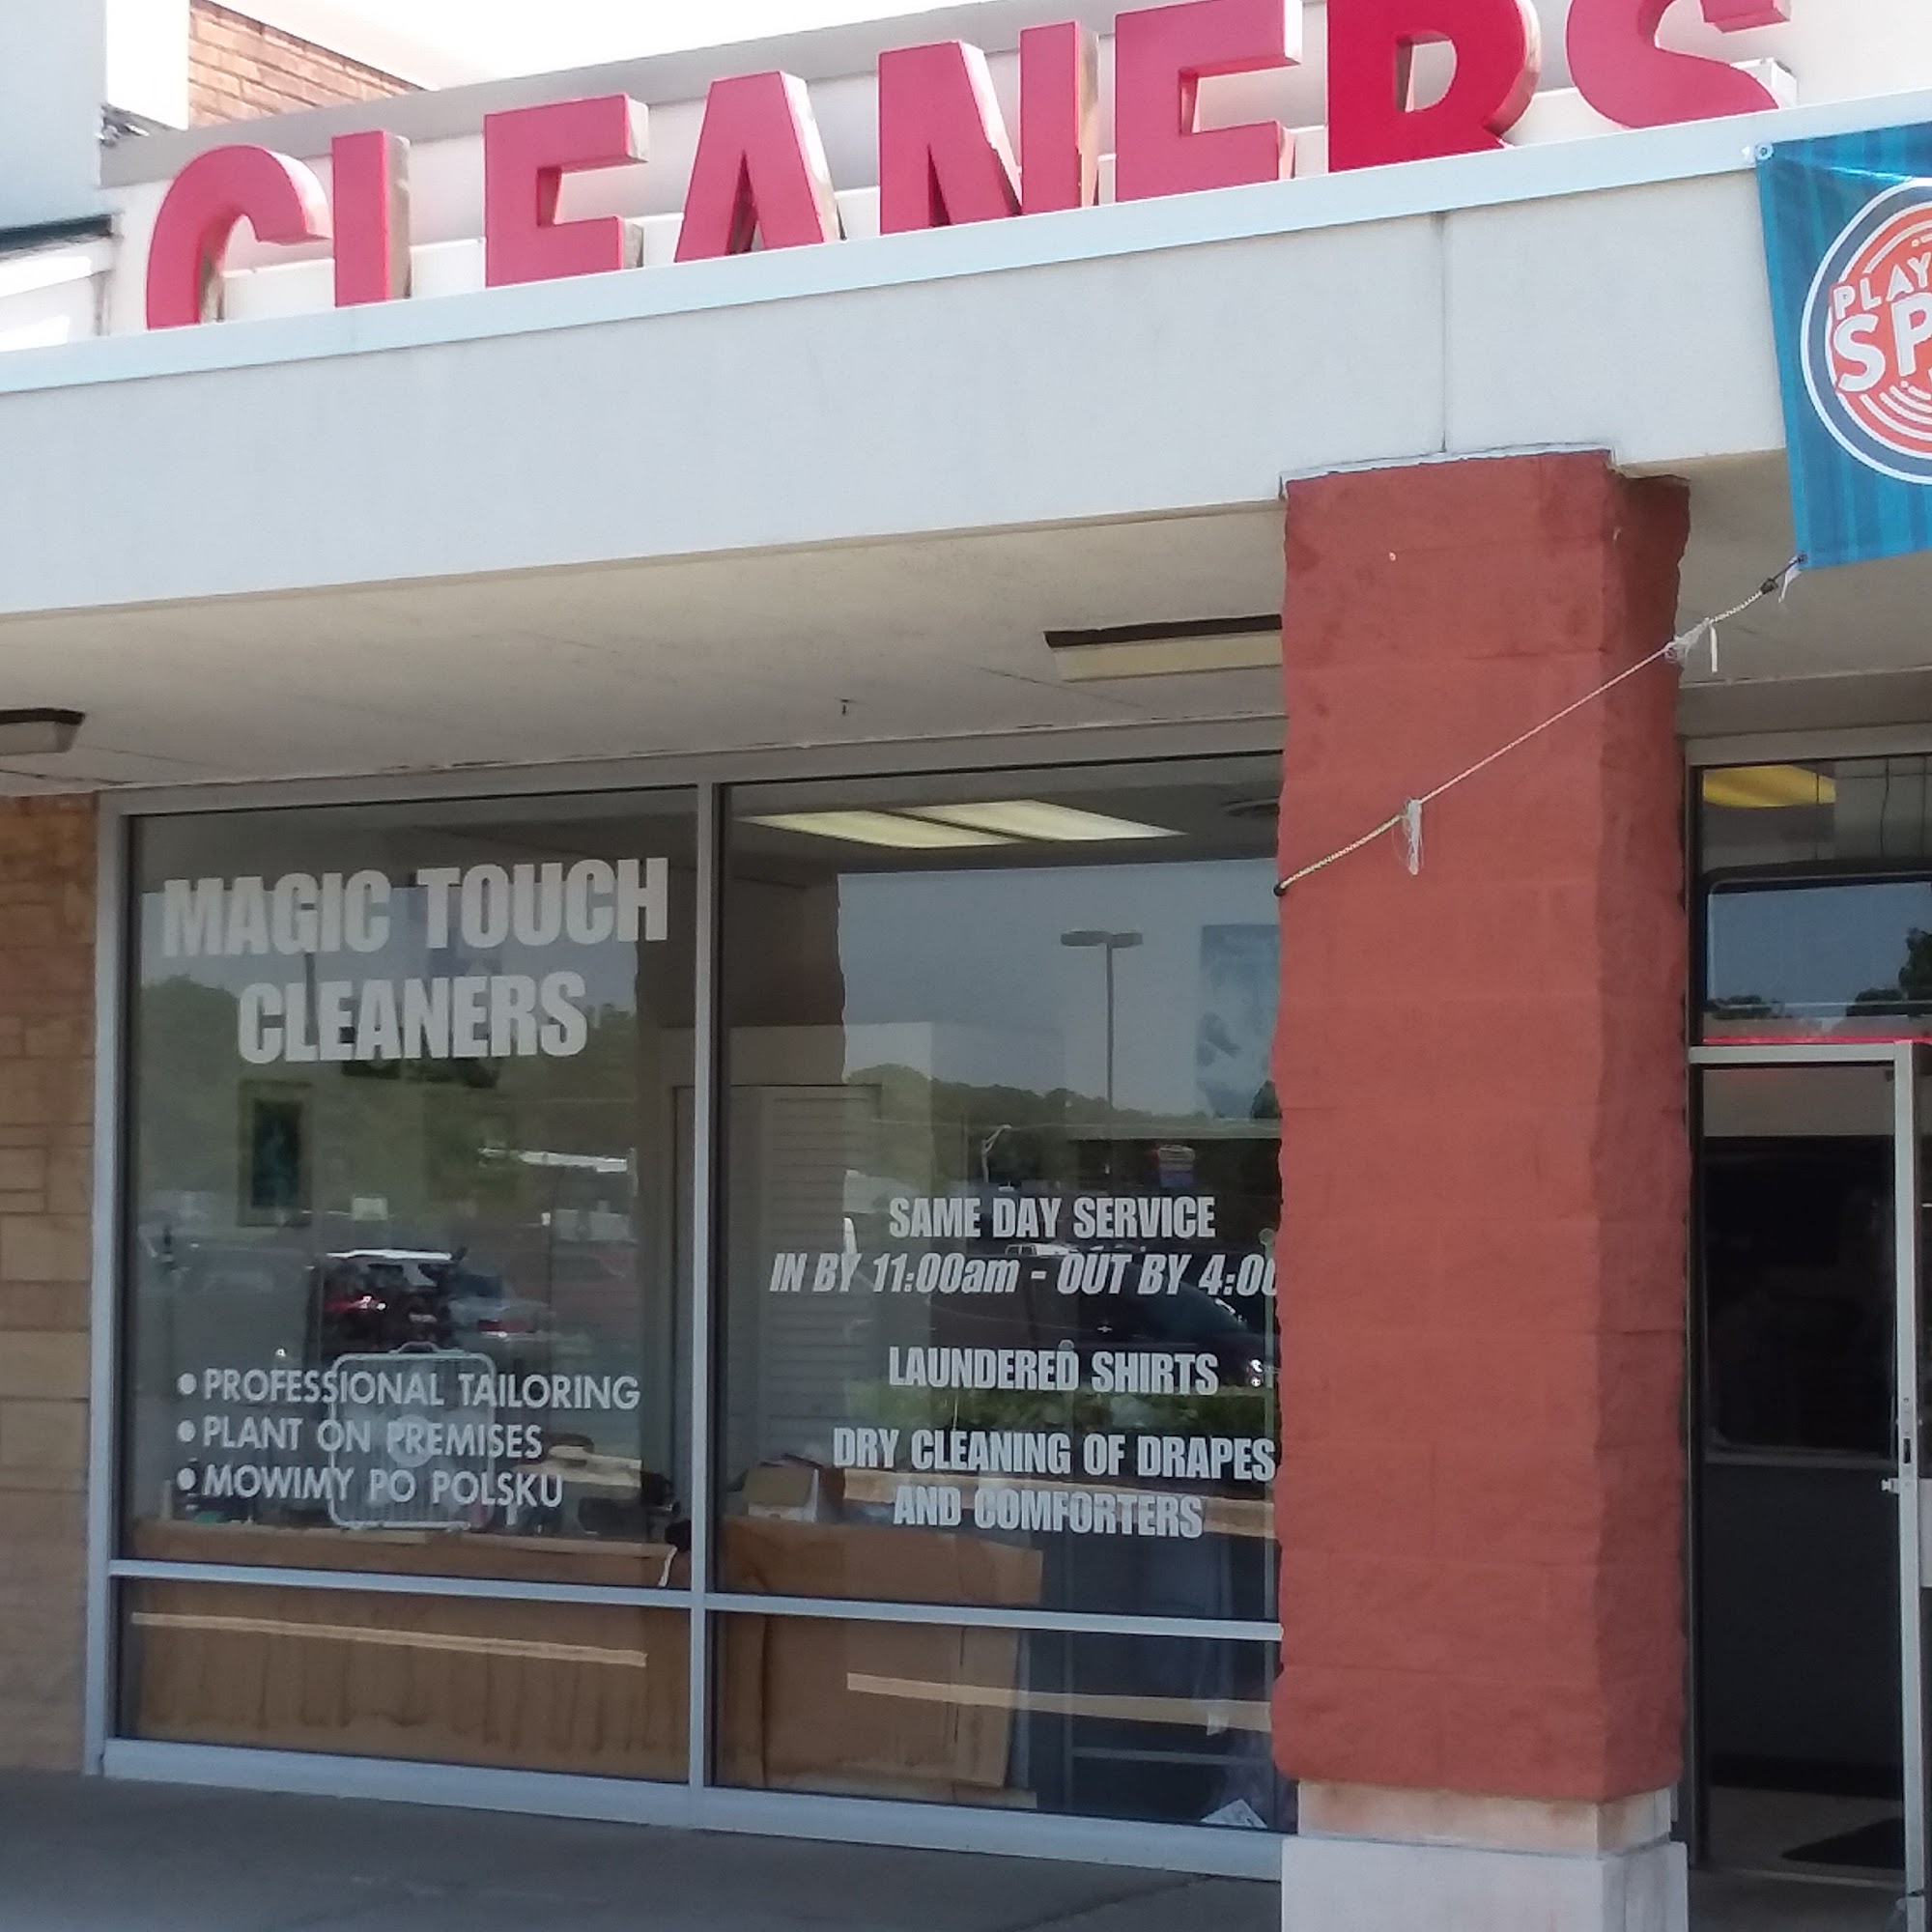 CLEANERS
PLAY
MAGIC TOUCH
CLEANERS
• PROFESSIONAL TAILORING
• PLANT ON PREMISES
• MOWIMY PO POLSKU
SAME DAY SERVICE
IN BY 11:00am - OUT BY 4:00
LAUNDERED SHIRTS
DRY CLEANING OF DRAPES
AND COMFORTERS